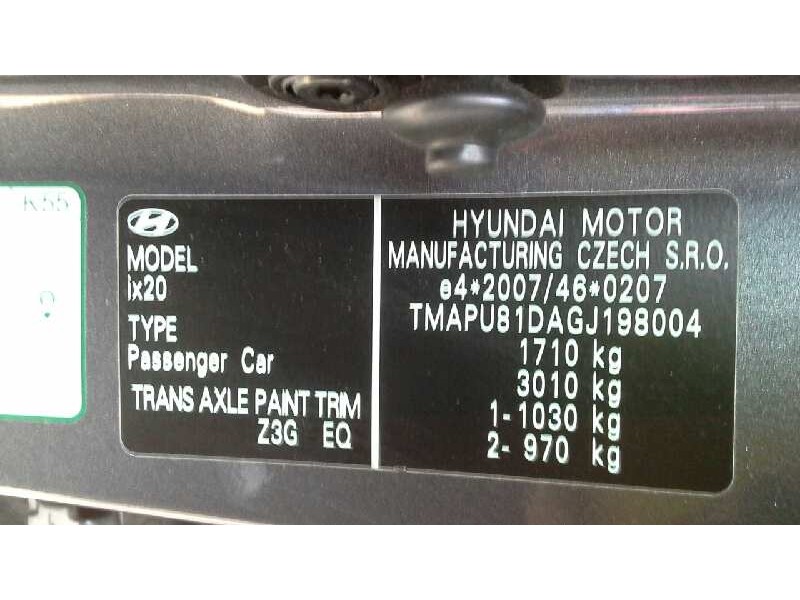 K55
C.
MODEL
ix20
TYPE
Passenger Car
TRANS AXLE PAINT TRIM
Z3G EQ
HYUNDAI MOTOR
MANUFACTURING CZECH S.R.O.
e4*2007/46*0207
TMAPU81DAGJ198004
1710 kg
3010 kg
1- 1030 kg
2- 970 kg